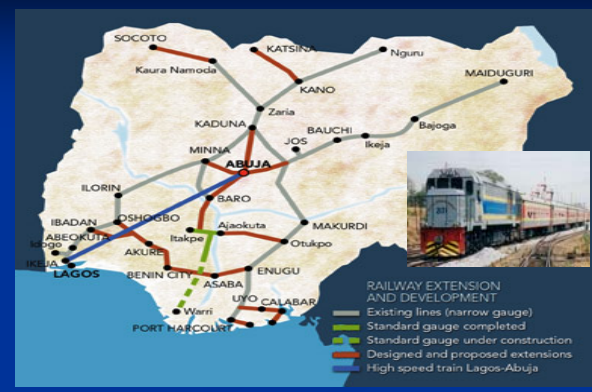 SOCOTO
KATSINA
Nguru
Kaura Namoda
MAIDUGURI
KANO
Zaria
KADUNA
BAUCHI
Bajoga
JOS
Ikeja
MINNA
ABUJA
ILORIN
BARO
IBADAN
OSHOGBO
MAKURDI
ABEOKUTA
Ajaokuta
Itakpe
Otukpo
Idogo
AKURE
IKEJA
LAGOS
BENIN CITY
ENUGU
ASABA
UYO
CALABAR
Warri
PORT HARCOURT
RAILWAY EXTENSION
AND DEVELOPMENT
Existing lines (narrow gauge)
Standard gauge completed
Standard gauge under construction
Designed and proposed extensions
High speed train Lagos-Abuja